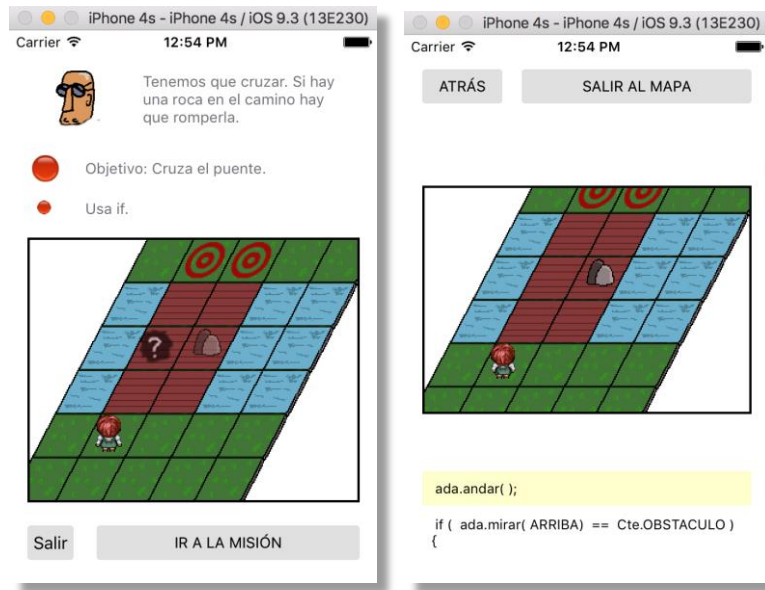 iPhone 4s - iPhone 4s / iOS 9.3 (13E230)
Carrier 12:54 PM
Tenemos que cruzar. Si hay
una roca en el camino hay
que romperla.
Objetivo: Cruza el puente.
Usa if.
?
Salir
IR A LA MISIÓN
iPhone 4s - iPhone 4s / iOS 9.3 (13E230)
Carrier 12:54 PM
ATRÁS
SALIR AL MAPA
ada.andar( );
if ( ada.mirar( ARRIBA) == Cte.OBSTACULO )
{